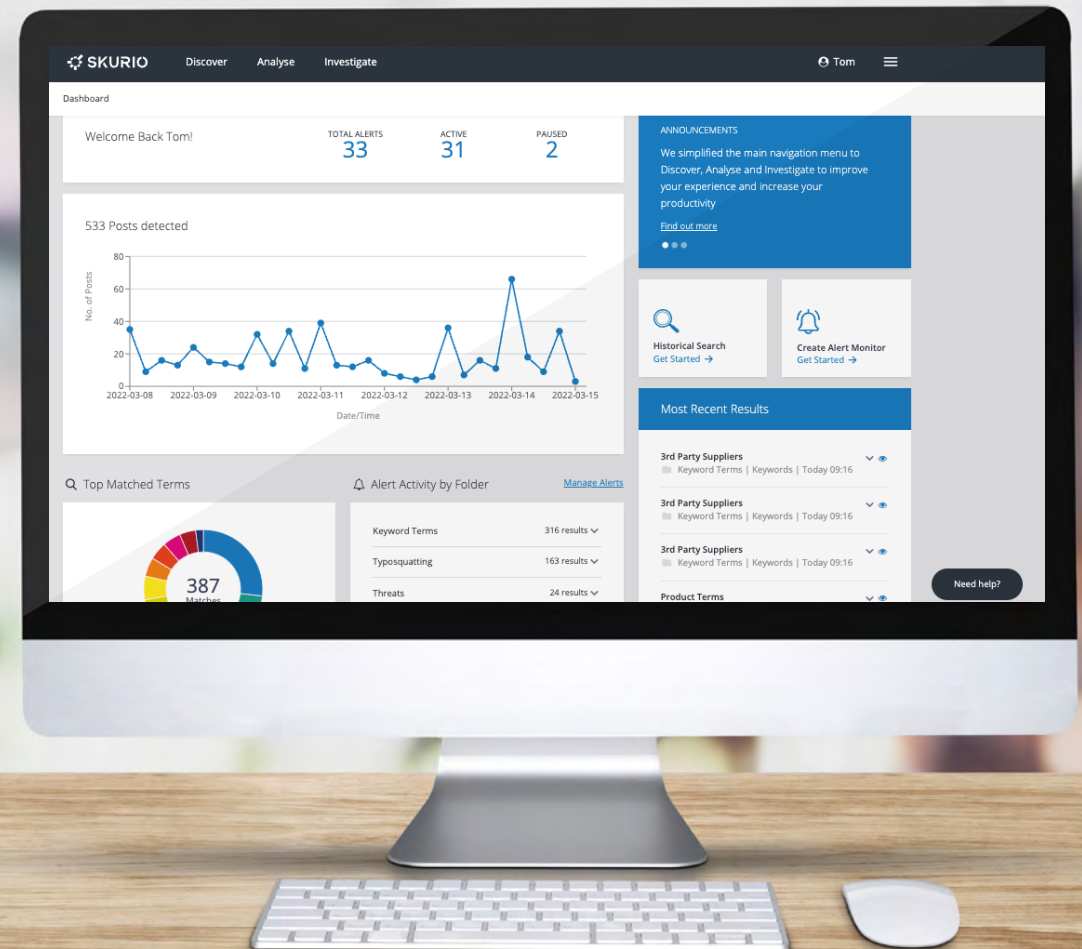 SKURIO
Discover
Analyse
Investigate
Tom
Dashboard
Welcome Back Tom!
TOTAL ALERTS
33
ACTIVE
31
PAUSED
2
533 Posts detected
No. of Posts
80
60
40
20
0
2022-03-08
2022-03-09
2022-03-10
2022-03-11
2022-03-12
2022-03-13
2022-03-14
2022-03-15
Date/Time
Top Matched Terms
387
Matches
Alert Activity by Folder
Manage Alerts
Keyword Terms
316 results
Typosquatting
163 results
Threats
24 results
ANNOUNCEMENTS
We simplified the main navigation menu to
Discover, Analyse and Investigate to improve
your experience and increase your
productivity
Find out more
Historical Search
Get Started →
Create Alert Monitor
Get Started →
Most Recent Results
3rd Party Suppliers
Keyword Terms | Keywords | Today 09:16
3rd Party Suppliers
Keyword Terms | Keywords | Today 09:16
3rd Party Suppliers
Keyword Terms | Keywords | Today 09:16
Product Terms
Need help?